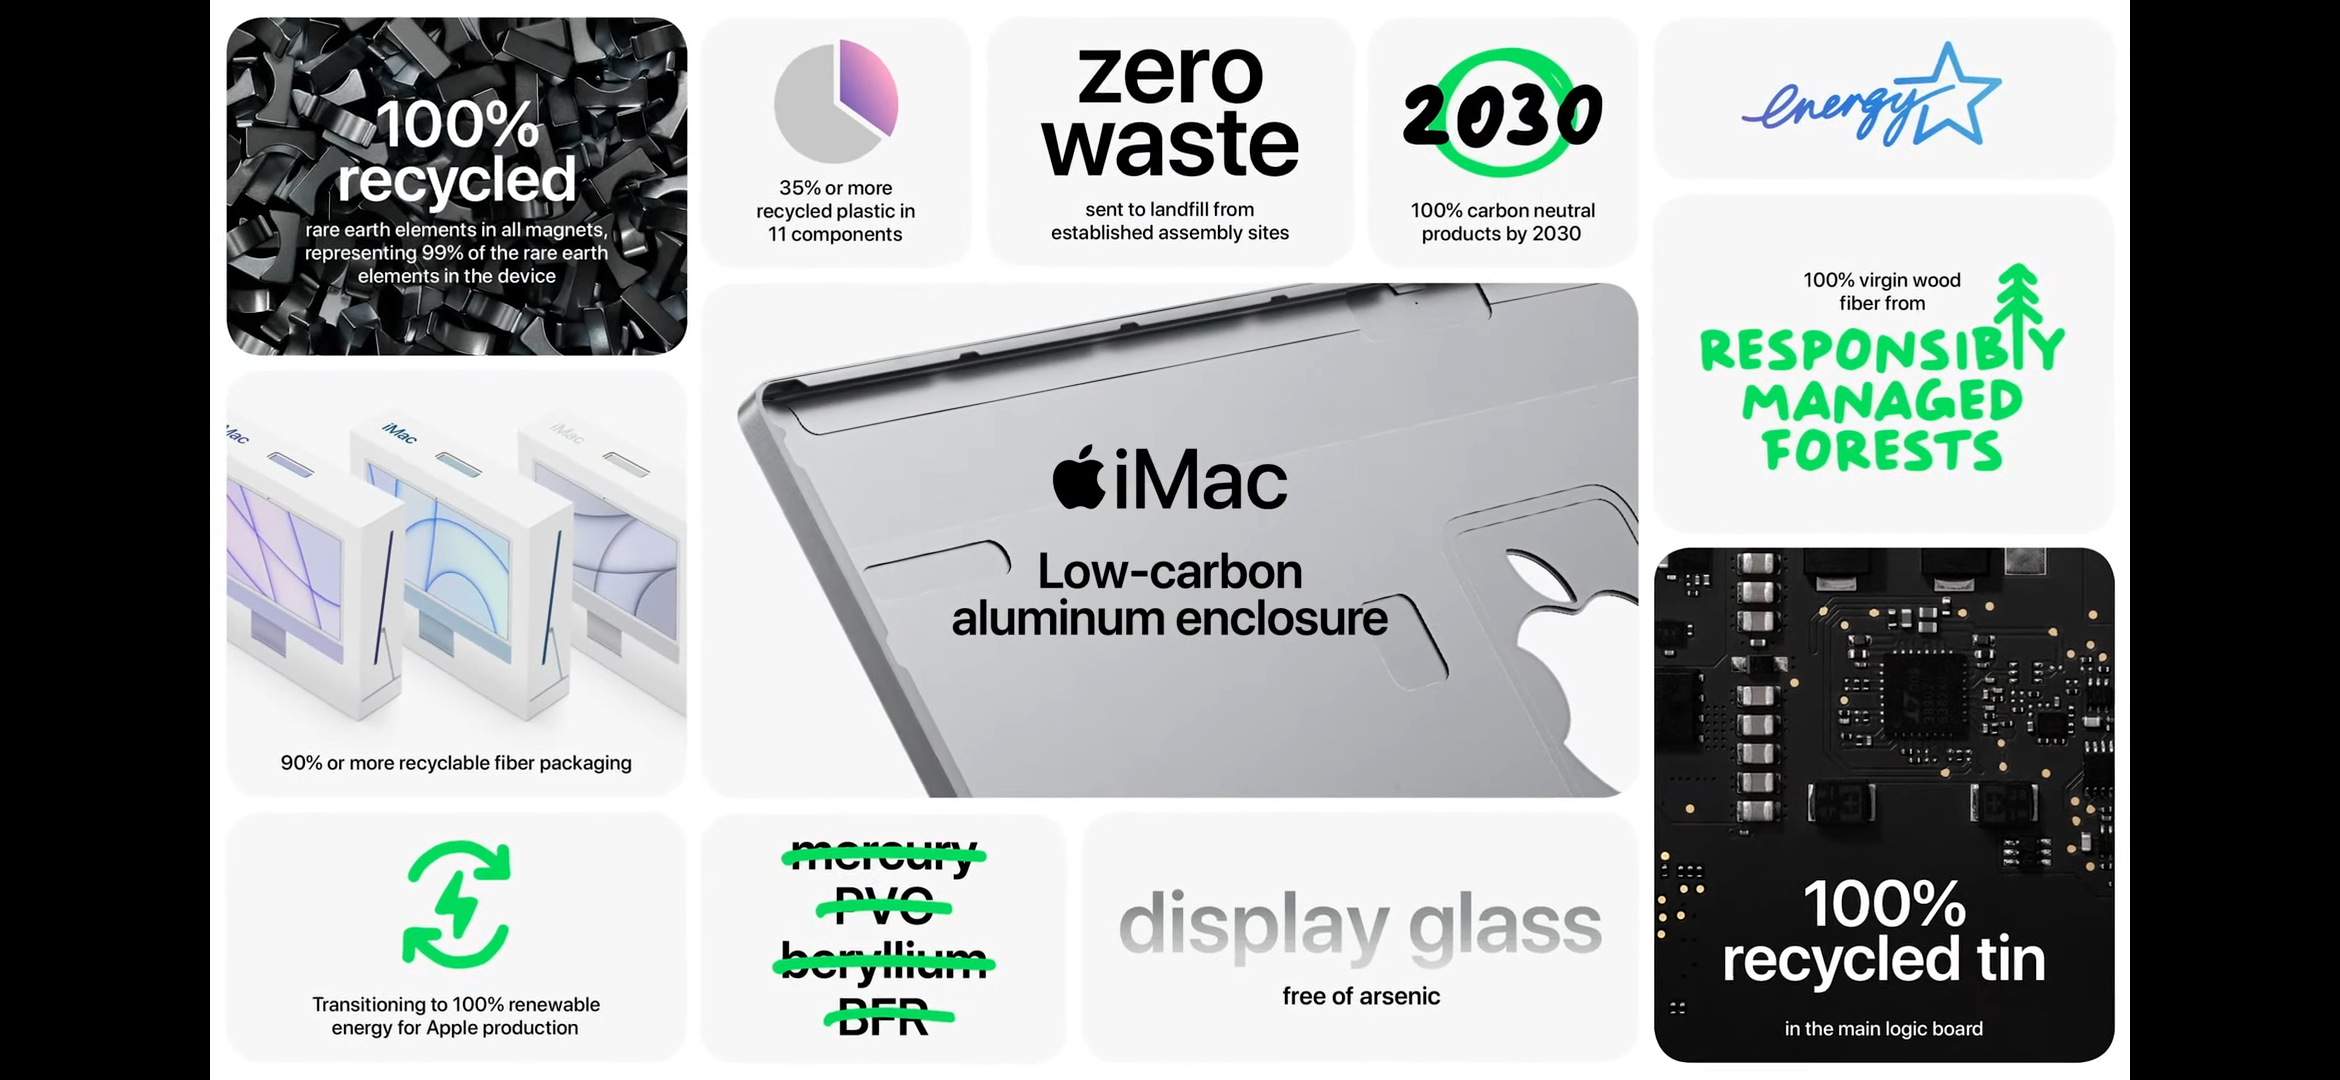 100%
recycled
rare earth elements in all magnets,
representing 99% of the rare earth
elements in the device
35% or more
recycled plastic in
11 components
zero
waste
sent to landfill from
established assembly sites
2030
100% carbon neutral
products by 2030
energy
100% virgin wood
fiber from
RESPONSIBLY
MANAGED
FORESTS
iMac
iMac
iMac
90% or more recyclable fiber packaging
iMac
Low-carbon
aluminum enclosure
Transitioning to 100% renewable
energy for Apple production
mercury
PVC
beryllium
BFR
display glass
free of arsenic
100%
recycled tin
in the main logic board